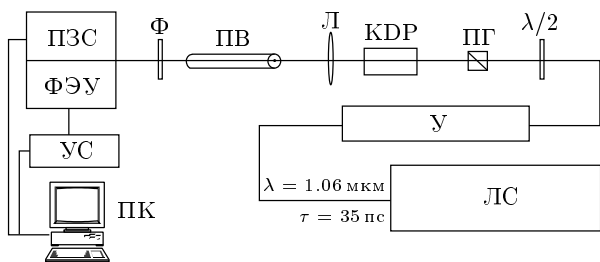 ПЗС
ФЭУ
Ф
ПВ
Л
KDP
ПГ
λ/2
УС
У
λ = 1.06 мкм
τ = 35 пс
ЛС
ПК